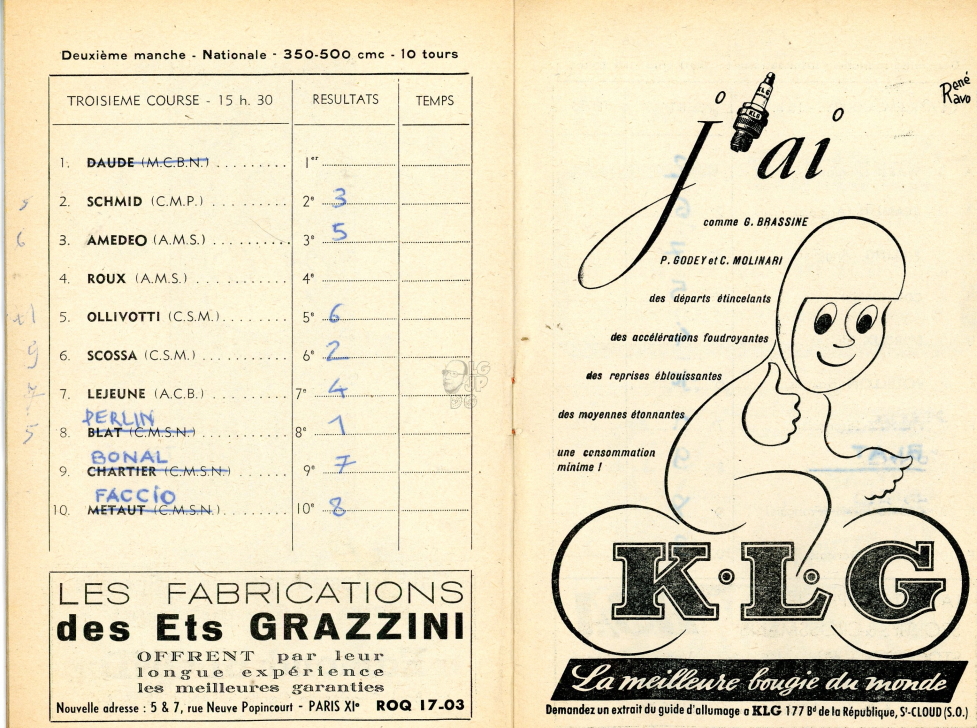 Deuxième manche - Nationale - 350-500 cmc - 10 tours
TROISIEME COURSE - 15 h. 30 RESULTATS TEMPS
1. DAUDE (M.C.B.N.) ........ 1er
2. SCHMID (C.M.P.) ........ 2e 3
3. AMEDEO (A.M.S.) ........ 3e 5
6
4. ROUX (A.M.S.) ........ 4e
5. OLLIVOTTI (C.S.M.) ........ 5e 6
6. SCOSSA (C.S.M.) ........ 6e 2
9
7. LEJEUNE (A.C.B.) ........ 7e 4
PERLIN
8. BLAT (C.M.S.N.) 8e 1
5
BONAL
9. CHARTIER (C.M.S.N.) 9e 7
FACCIO
10. METAUT (C.M.S.N.) 10e 8
LES FABRICATIONS
des Ets GRAZZINI
OFFRENT par leur
longue expérience
les meilleures garanties
Nouvelle adresse : 5 & 7, rue Neuve Popincourt - PARIS XIe ROQ 17.03
René
Ravo
KLG
KLG
j'ai
comme G. BRASSINE
P. GODEY et C. MOLINARI
des départs étincelants
des accélérations foudroyantes
des reprises éblouissantes
des moyennes étonnantes
une consommation
minime !
K.L.G
La meilleure bougie du monde
Demandez un extrait du guide d'allumage a KLG 177 Bd de la République, St-CLOUD (S.O.)